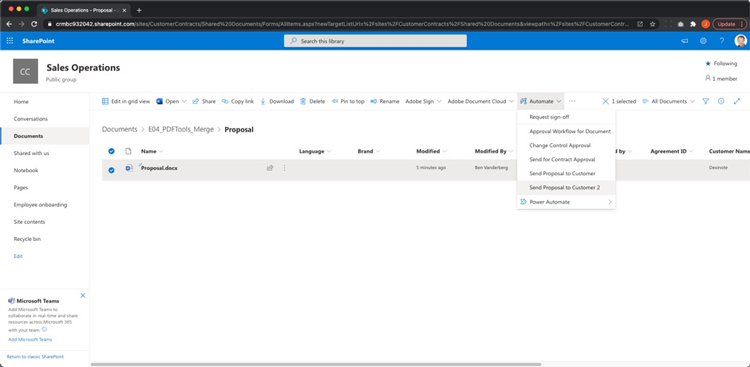 Sales Operations - Proposal - A
Update
crmbc932042.sharepoint.com/sites/CustomerContracts/Shared%20Documents/Forms/AllItems.aspx?newTargetListUrl=%2Fsites%2FCustomerContracts%2FShared%20Documents&viewpath=%2Fsites%2FCustomerContr...
SharePoint
Search this library
CC
Sales Operations
Public group
Following
1 member
Home
Conversations
Documents
Shared with us
Notebook
Pages
Employee onboarding
Site contents
Recycle bin
Edit
Microsoft Teams
Add Microsoft Teams to
collaborate in real-time and share
resources across Microsoft 365
with your team.
Add Microsoft Teams
Return to classic SharePoint
Edit in grid view Open Share Copy link Download Delete Pin to top Rename Adobe Sign Adobe Document Cloud Automate ... 1 selected All Documents
Documents > E04_PDFTools_Merge > Proposal
Name Language Brand Modified Modified By d by Agreement ID Customer Name
Proposal.docx 5 minutes ago Ben Vanderberg Desinote
Request sign-off
Approval Workflow for Document
Change Control Approval
Send for Contract Approval
Send Proposal to Customer
Send Proposal to Customer 2
Power Automate